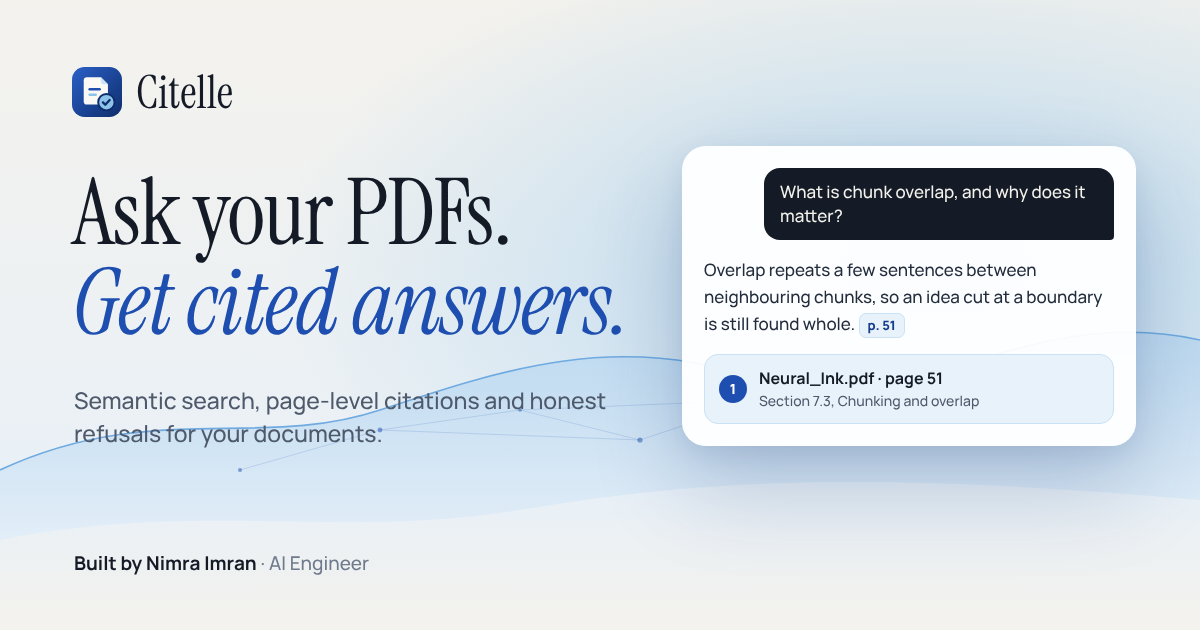 Citelle
Ask your PDFs.
Get cited answers.
Semantic search, page-level citations and honest
refusals for your documents.
Built by Nimra Imran · AI Engineer
What is chunk overlap, and why does it
matter?
Overlap repeats a few sentences between
neighbouring chunks, so an idea cut at a boundary
is still found whole. p. 51
1
Neural_Ink.pdf · page 51
Section 7.3, Chunking and overlap